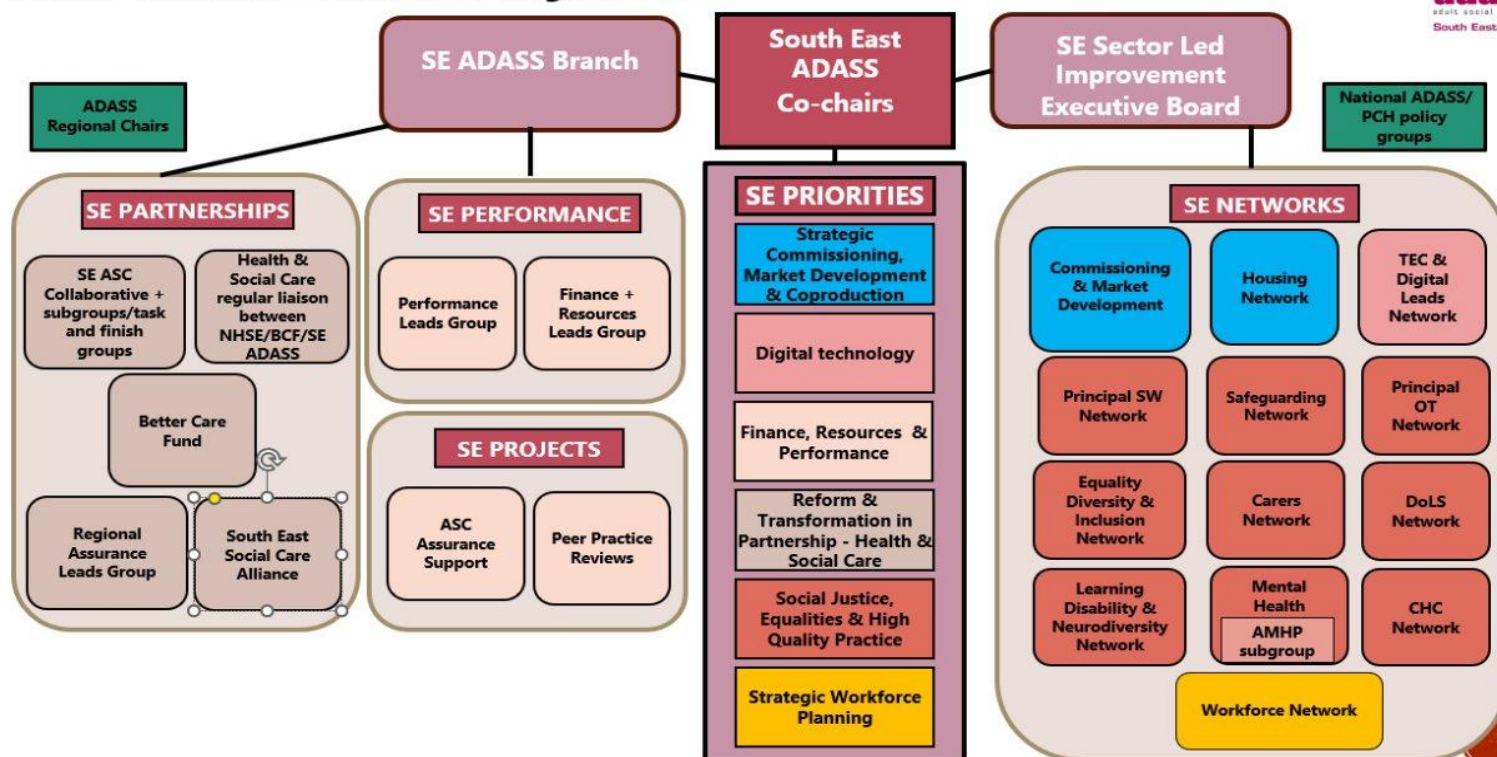 adult social
South East
SE ADASS Branch
South East
ADASS
Co-chairs
SE Sector Led
Improvement
Executive Board
ADASS
Regional Chairs
National ADASS/
PCH policy
groups
SE PARTNERSHIPS
SE ASC
Collaborative +
subgroups/task
and finish
groups
Health &
Social Care
regular liaison
between
NHSE/BCF/SE
ADASS
Better Care
Fund
Regional
Assurance
Leads Group
South East
Social Care
Alliance
SE PERFORMANCE
Performance
Leads Group
Finance +
Resources
Leads Group
SE PROJECTS
ASC
Assurance
Support
Peer Practice
Reviews
SE PRIORITIES
Strategic
Commissioning,
Market Development
& Coproduction
Digital technology
Finance, Resources &
Performance
Reform &
Transformation in
Partnership - Health &
Social Care
Social Justice,
Equalities & High
Quality Practice
Strategic Workforce
Planning
SE NETWORKS
Commissioning
& Market
Development
Housing
Network
TEC &
Digital
Leads
Network
Principal SW
Network
Safeguarding
Network
Principal
OT
Network
Equality
Diversity &
Inclusion
Network
Carers
Network
DoLS
Network
Learning
Disability &
Neurodiversity
Network
Mental
Health
AMHP
subgroup
CHC
Network
Workforce Network